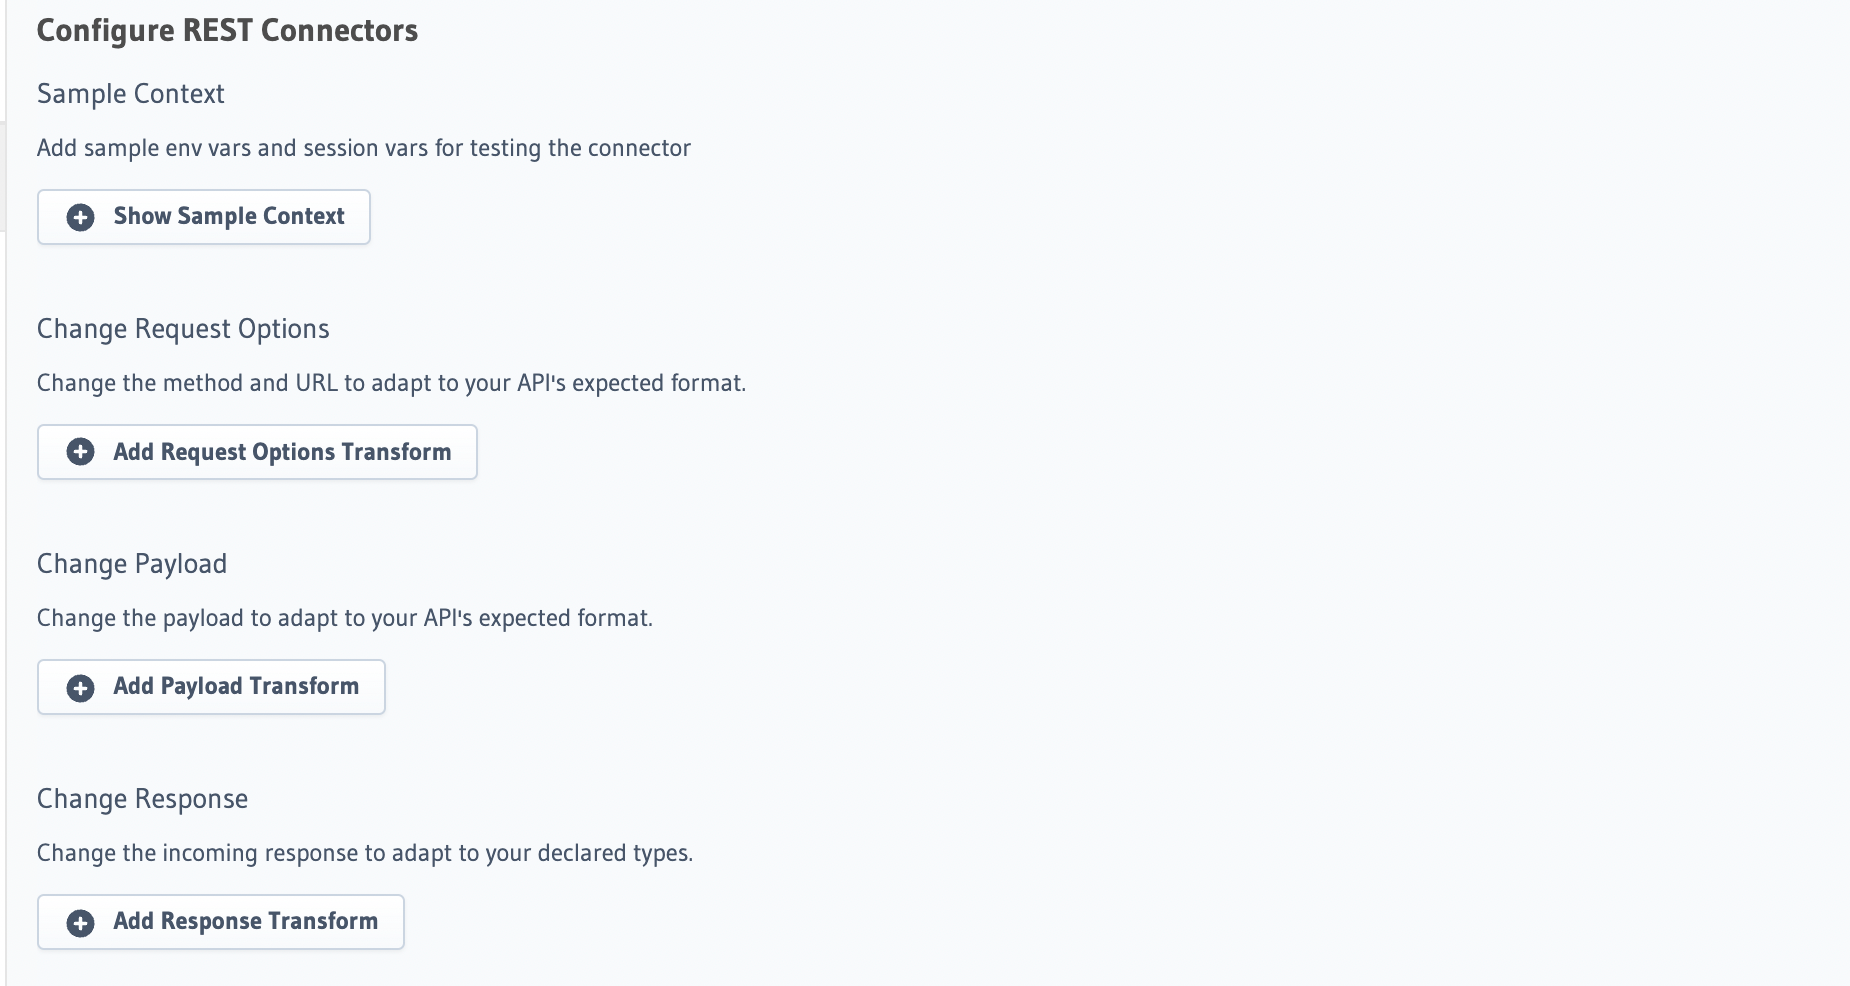 Configure REST Connectors
Sample Context
Add sample env vars and session vars for testing the connector
Show Sample Context
Change Request Options
Change the method and URL to adapt to your API's expected format.
Add Request Options Transform
Change Payload
Change the payload to adapt to your API's expected format.
Add Payload Transform
Change Response
Change the incoming response to adapt to your declared types.
Add Response Transform